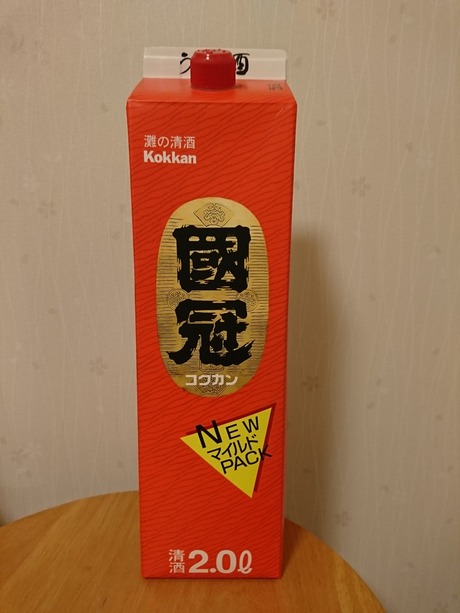 灘の清酒
Kokkan
國冠
コクカン
NEW
マイルド
PACK
清酒 2.0ℓ